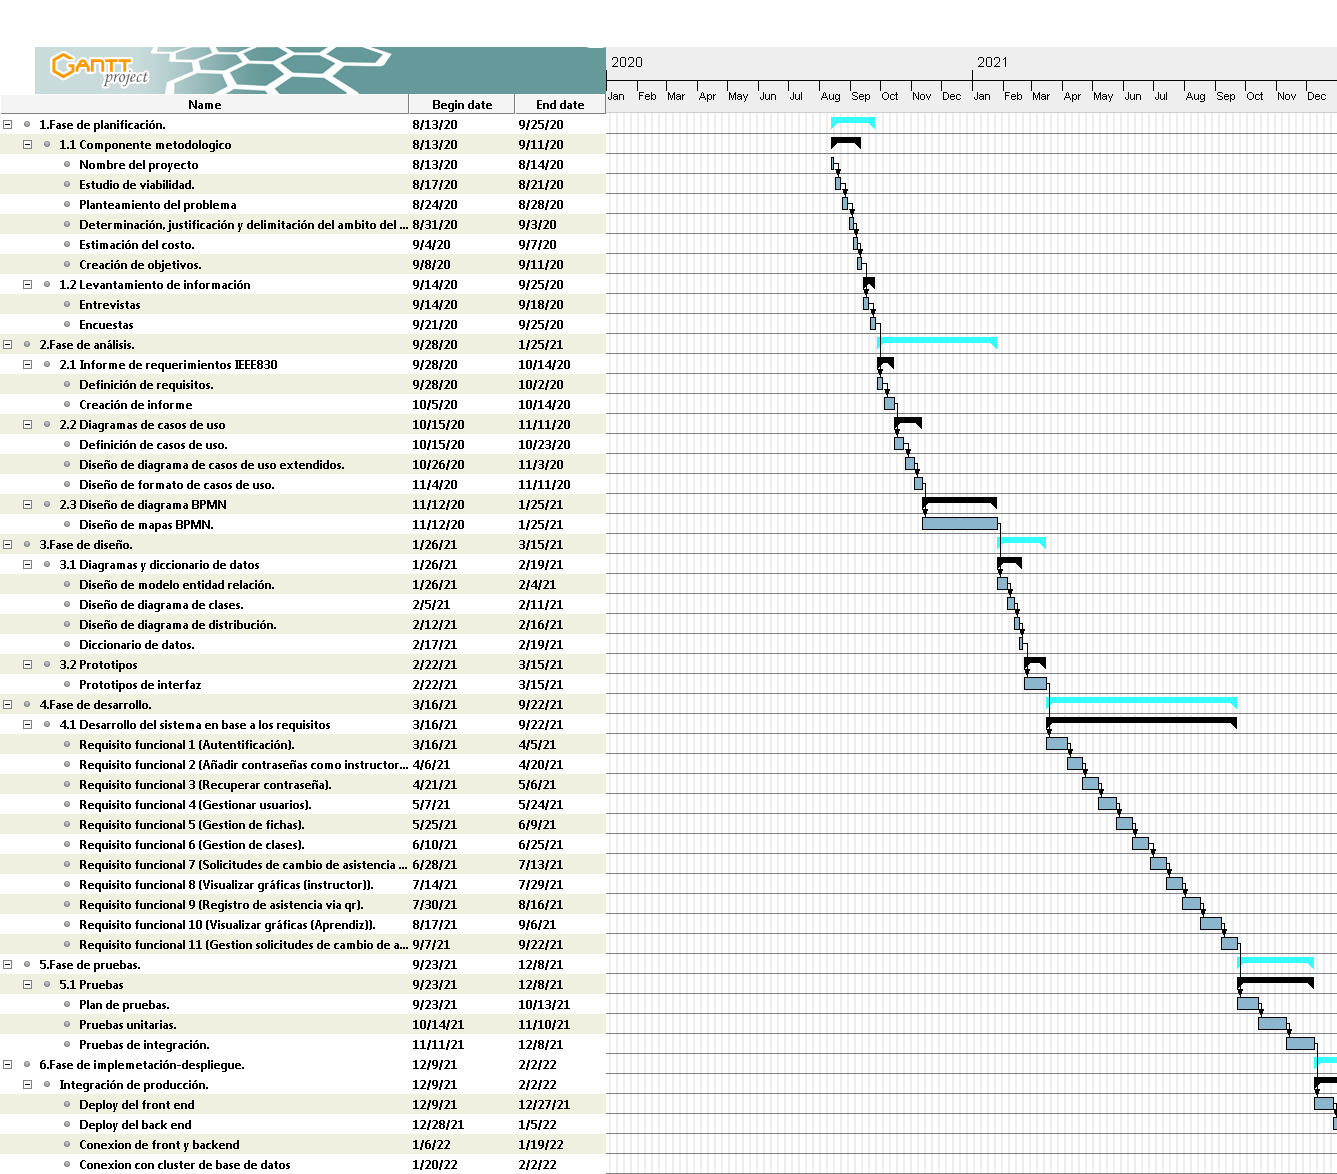 2020 2021
GANTT
project
Name Begin date End date Jan Feb Mar Apr May Jun Jul Aug Sep Oct Nov Dec Jan Feb Mar Apr May Jun Jul Aug Sep Oct Nov Dec
1.Fase de planificación. 8/13/20 9/25/20
1.1 Componente metodologico 8/13/20 9/11/20
Nombre del proyecto 8/13/20 8/14/20
Estudio de viabilidad. 8/17/20 8/21/20
Planteamiento del problema 8/24/20 8/28/20
Determinación, justificación y delimitación del ambito del ... 8/31/20 9/3/20
Estimación del costo. 9/4/20 9/7/20
Creación de objetivos. 9/8/20 9/11/20
1.2 Levantamiento de información 9/14/20 9/25/20
Entrevistas 9/14/20 9/18/20
Encuestas 9/21/20 9/25/20
2.Fase de análisis. 9/28/20 1/25/21
2.1 Informe de requerimientos IEEE830 9/28/20 10/14/20
Definición de requisitos. 9/28/20 10/2/20
Creación de informe 10/5/20 10/14/20
2.2 Diagramas de casos de uso 10/15/20 11/11/20
Definición de casos de uso. 10/15/20 10/23/20
Diseño de diagrama de casos de uso extendidos. 10/26/20 11/3/20
Diseño de formato de casos de uso. 11/4/20 11/11/20
2.3 Diseño de diagrama BPMN 11/12/20 1/25/21
Diseño de mapas BPMN. 11/12/20 1/25/21
3.Fase de diseño. 1/26/21 3/15/21
3.1 Diagramas y diccionario de datos 1/26/21 2/19/21
Diseño de modelo entidad relación. 1/26/21 2/4/21
Diseño de diagrama de clases. 2/5/21 2/11/21
Diseño de diagrama de distribución. 2/12/21 2/16/21
Diccionario de datos. 2/17/21 2/19/21
3.2 Prototipos 2/22/21 3/15/21
Prototipos de interfaz 2/22/21 3/15/21
4.Fase de desarrollo. 3/16/21 9/22/21
4.1 Desarrollo del sistema en base a los requisitos 3/16/21 9/22/21
Requisito funcional 1 (Autentificación). 3/16/21 4/5/21
Requisito funcional 2 (Añadir contraseñas como instructor... 4/6/21 4/20/21
Requisito funcional 3 (Recuperar contraseña). 4/21/21 5/6/21
Requisito funcional 4 (Gestionar usuarios). 5/7/21 5/24/21
Requisito funcional 5 (Gestion de fichas). 5/25/21 6/9/21
Requisito funcional 6 (Gestion de clases). 6/10/21 6/25/21
Requisito funcional 7 (Solicitudes de cambio de asistencia ... 6/28/21 7/13/21
Requisito funcional 8 (Visualizar gráficas (instructor)). 7/14/21 7/29/21
Requisito funcional 9 (Registro de asistencia via qr). 7/30/21 8/16/21
Requisito funcional 10 (Visualizar gráficas (Aprendiz)). 8/17/21 9/6/21
Requisito funcional 11 (Gestion solicitudes de cambio de a... 9/7/21 9/22/21
5.Fase de pruebas. 9/23/21 12/8/21
5.1 Pruebas 9/23/21 12/8/21
Plan de pruebas. 9/23/21 10/13/21
Pruebas unitarias. 10/14/21 11/10/21
Pruebas de integración. 11/11/21 12/8/21
6.Fase de implemetación-despliegue. 12/9/21 2/2/22
Integración de producción. 12/9/21 2/2/22
Deploy del front end 12/9/21 12/27/21
Deploy del back end 12/28/21 1/5/22
Conexion de front y backend 1/6/22 1/19/22
Conexion con cluster de base de datos 1/20/22 2/2/22